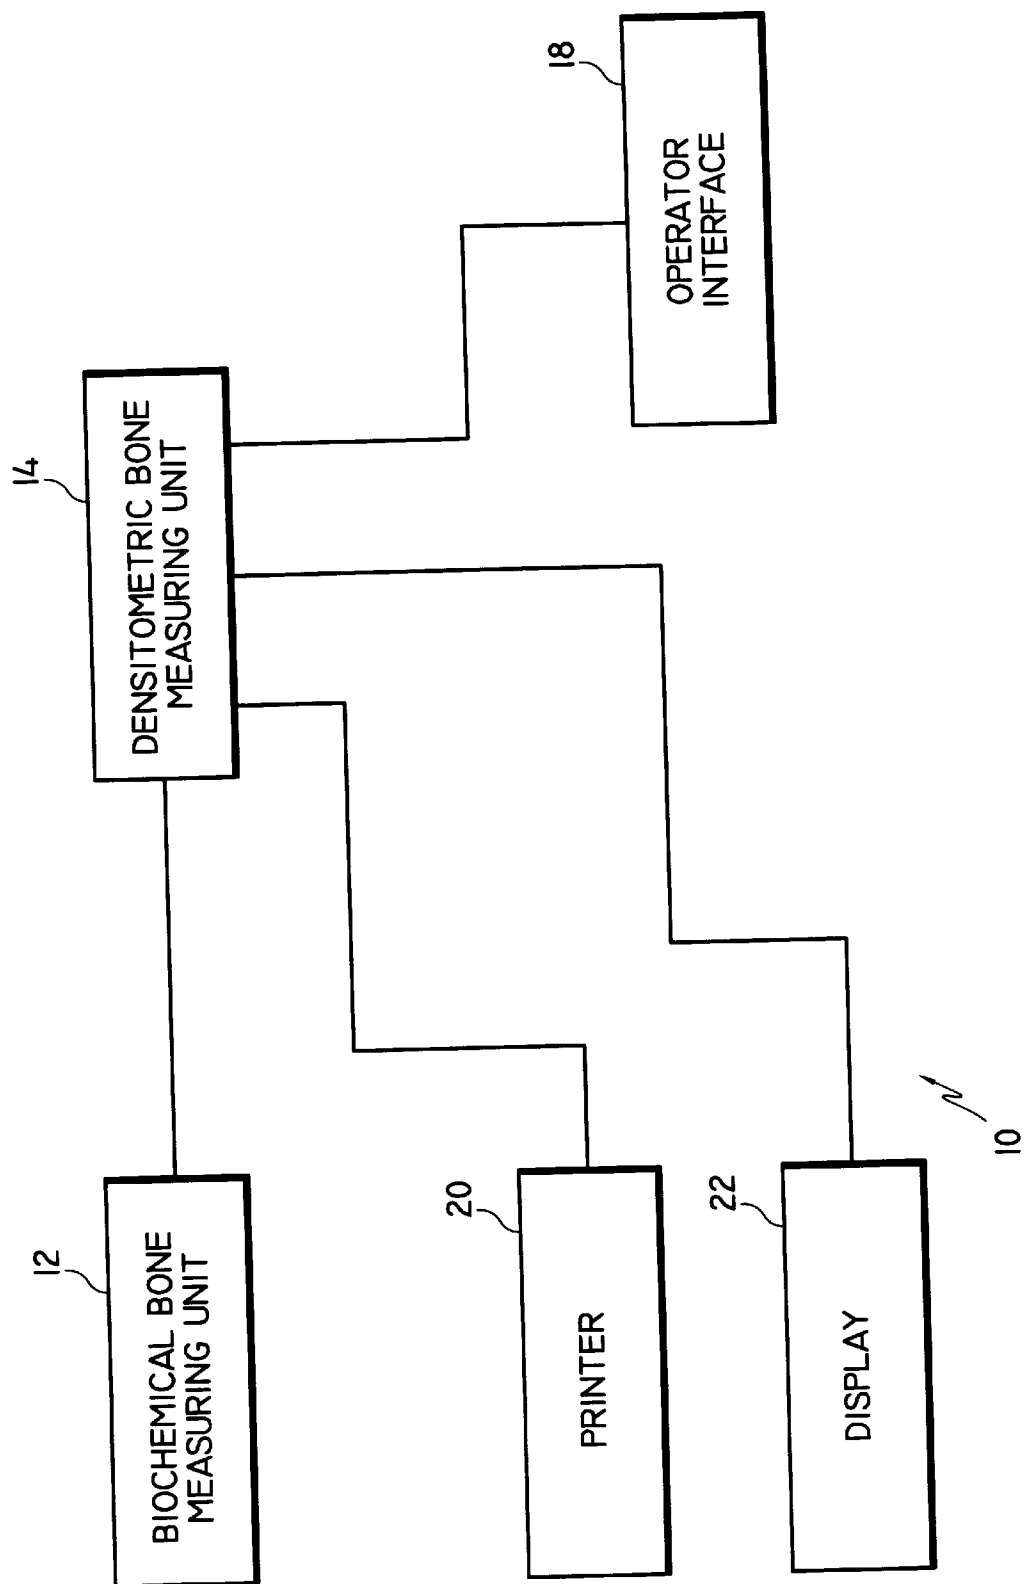 12
BIOCHEMICAL BONE
MEASURING UNIT
14
DENSITOMETRIC BONE
MEASURING UNIT
18
OPERATOR
INTERFACE
20
PRINTER
22
DISPLAY
10